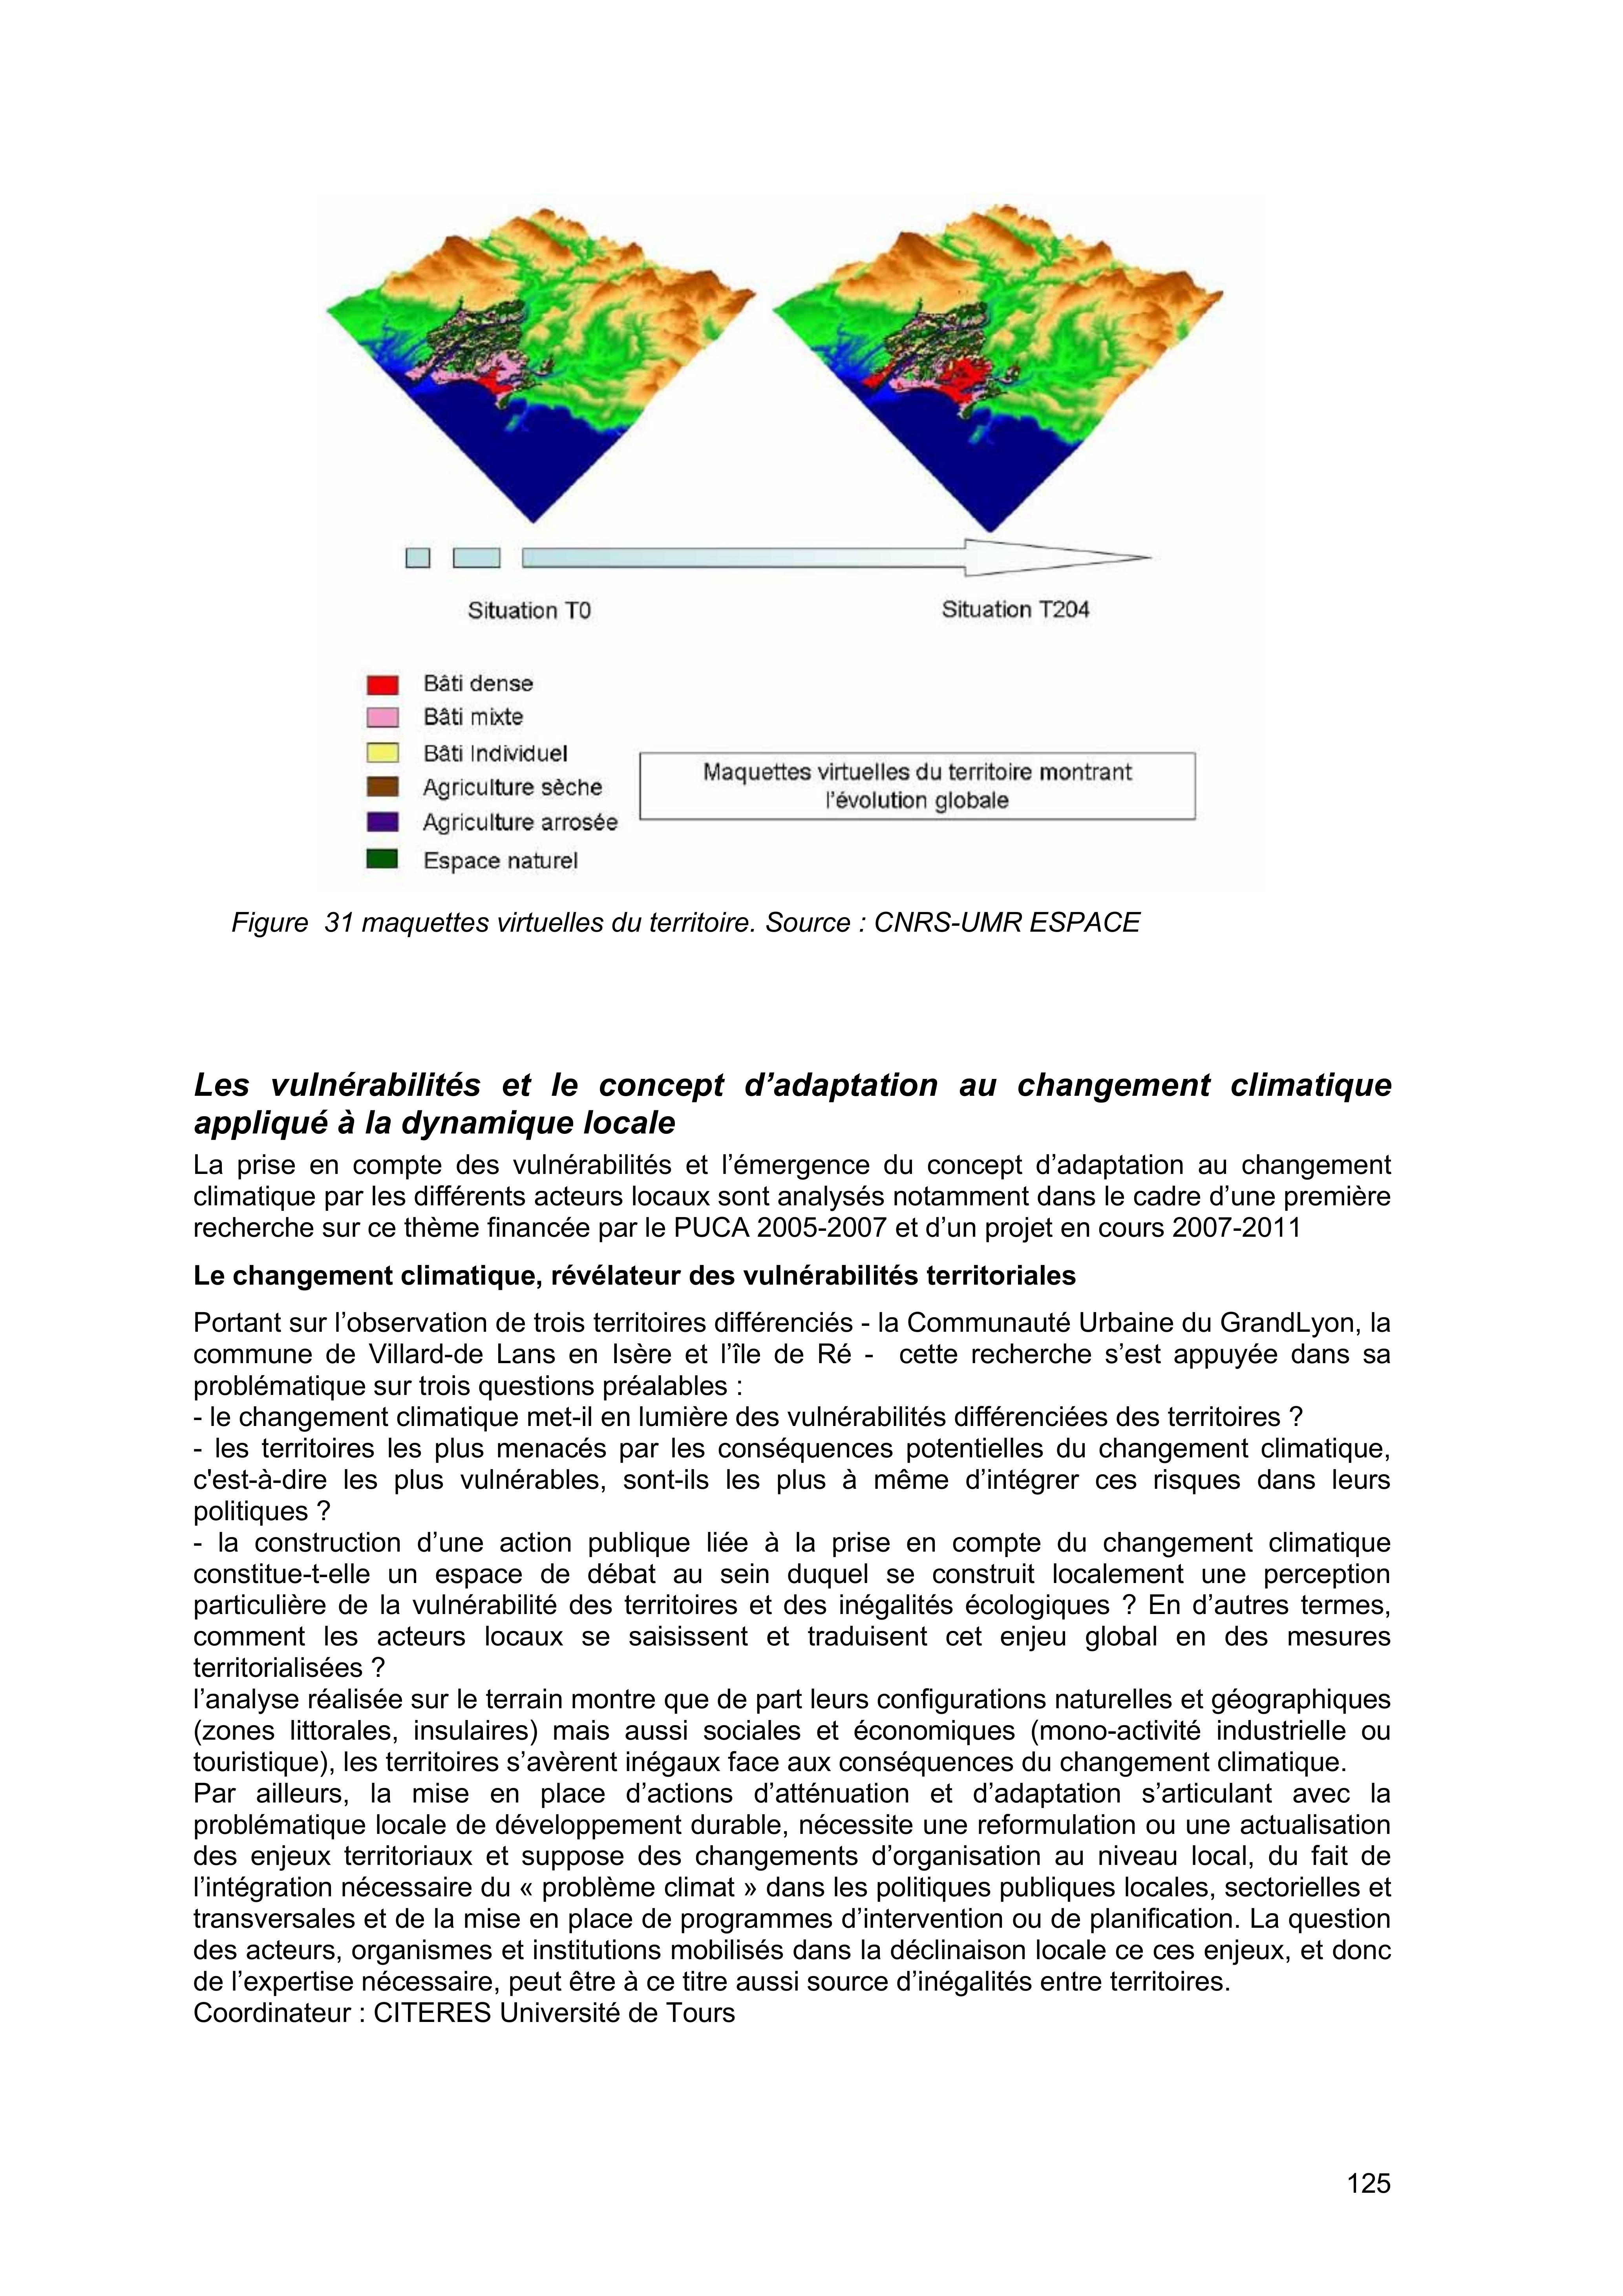 Situation T0
Situation T204
Bâti dense
Bâti mixte
Bâti Individuel
Agriculture sèche
Agriculture arrosée
Espace naturel
Maquettes virtuelles du territoire montrant
l'évolution globale
Figure 31 maquettes virtuelles du territoire. Source : CNRS-UMR ESPACE
Les vulnérabilités et le concept d’adaptation au changement climatique
appliqué à la dynamique locale
La prise en compte des vulnérabilités et l’émergence du concept d’adaptation au changement
climatique par les différents acteurs locaux sont analysés notamment dans le cadre d’une première
recherche sur ce thème financée par le PUCA 2005-2007 et d’un projet en cours 2007-2011
Le changement climatique, révélateur des vulnérabilités territoriales
Portant sur l’observation de trois territoires différenciés - la Communauté Urbaine du GrandLyon, la
commune de Villard-de Lans en Isère et l’île de Ré - cette recherche s’est appuyée dans sa
problématique sur trois questions préalables :
- le changement climatique met-il en lumière des vulnérabilités différenciées des territoires ?
- les territoires les plus menacés par les conséquences potentielles du changement climatique,
c'est-à-dire les plus vulnérables, sont-ils les plus à même d’intégrer ces risques dans leurs
politiques ?
- la construction d’une action publique liée à la prise en compte du changement climatique
constitue-t-elle un espace de débat au sein duquel se construit localement une perception
particulière de la vulnérabilité des territoires et des inégalités écologiques ? En d’autres termes,
comment les acteurs locaux se saisissent et traduisent cet enjeu global en des mesures
territorialisées ?
l’analyse réalisée sur le terrain montre que de part leurs configurations naturelles et géographiques
(zones littorales, insulaires) mais aussi sociales et économiques (mono-activité industrielle ou
touristique), les territoires s’avèrent inégaux face aux conséquences du changement climatique.
Par ailleurs, la mise en place d’actions d’atténuation et d’adaptation s’articulant avec la
problématique locale de développement durable, nécessite une reformulation ou une actualisation
des enjeux territoriaux et suppose des changements d’organisation au niveau local, du fait de
l’intégration nécessaire du « problème climat » dans les politiques publiques locales, sectorielles et
transversales et de la mise en place de programmes d’intervention ou de planification. La question
des acteurs, organismes et institutions mobilisés dans la déclinaison locale ce ces enjeux, et donc
de l’expertise nécessaire, peut être à ce titre aussi source d’inégalités entre territoires.
Coordinateur : CITERES Université de Tours
125